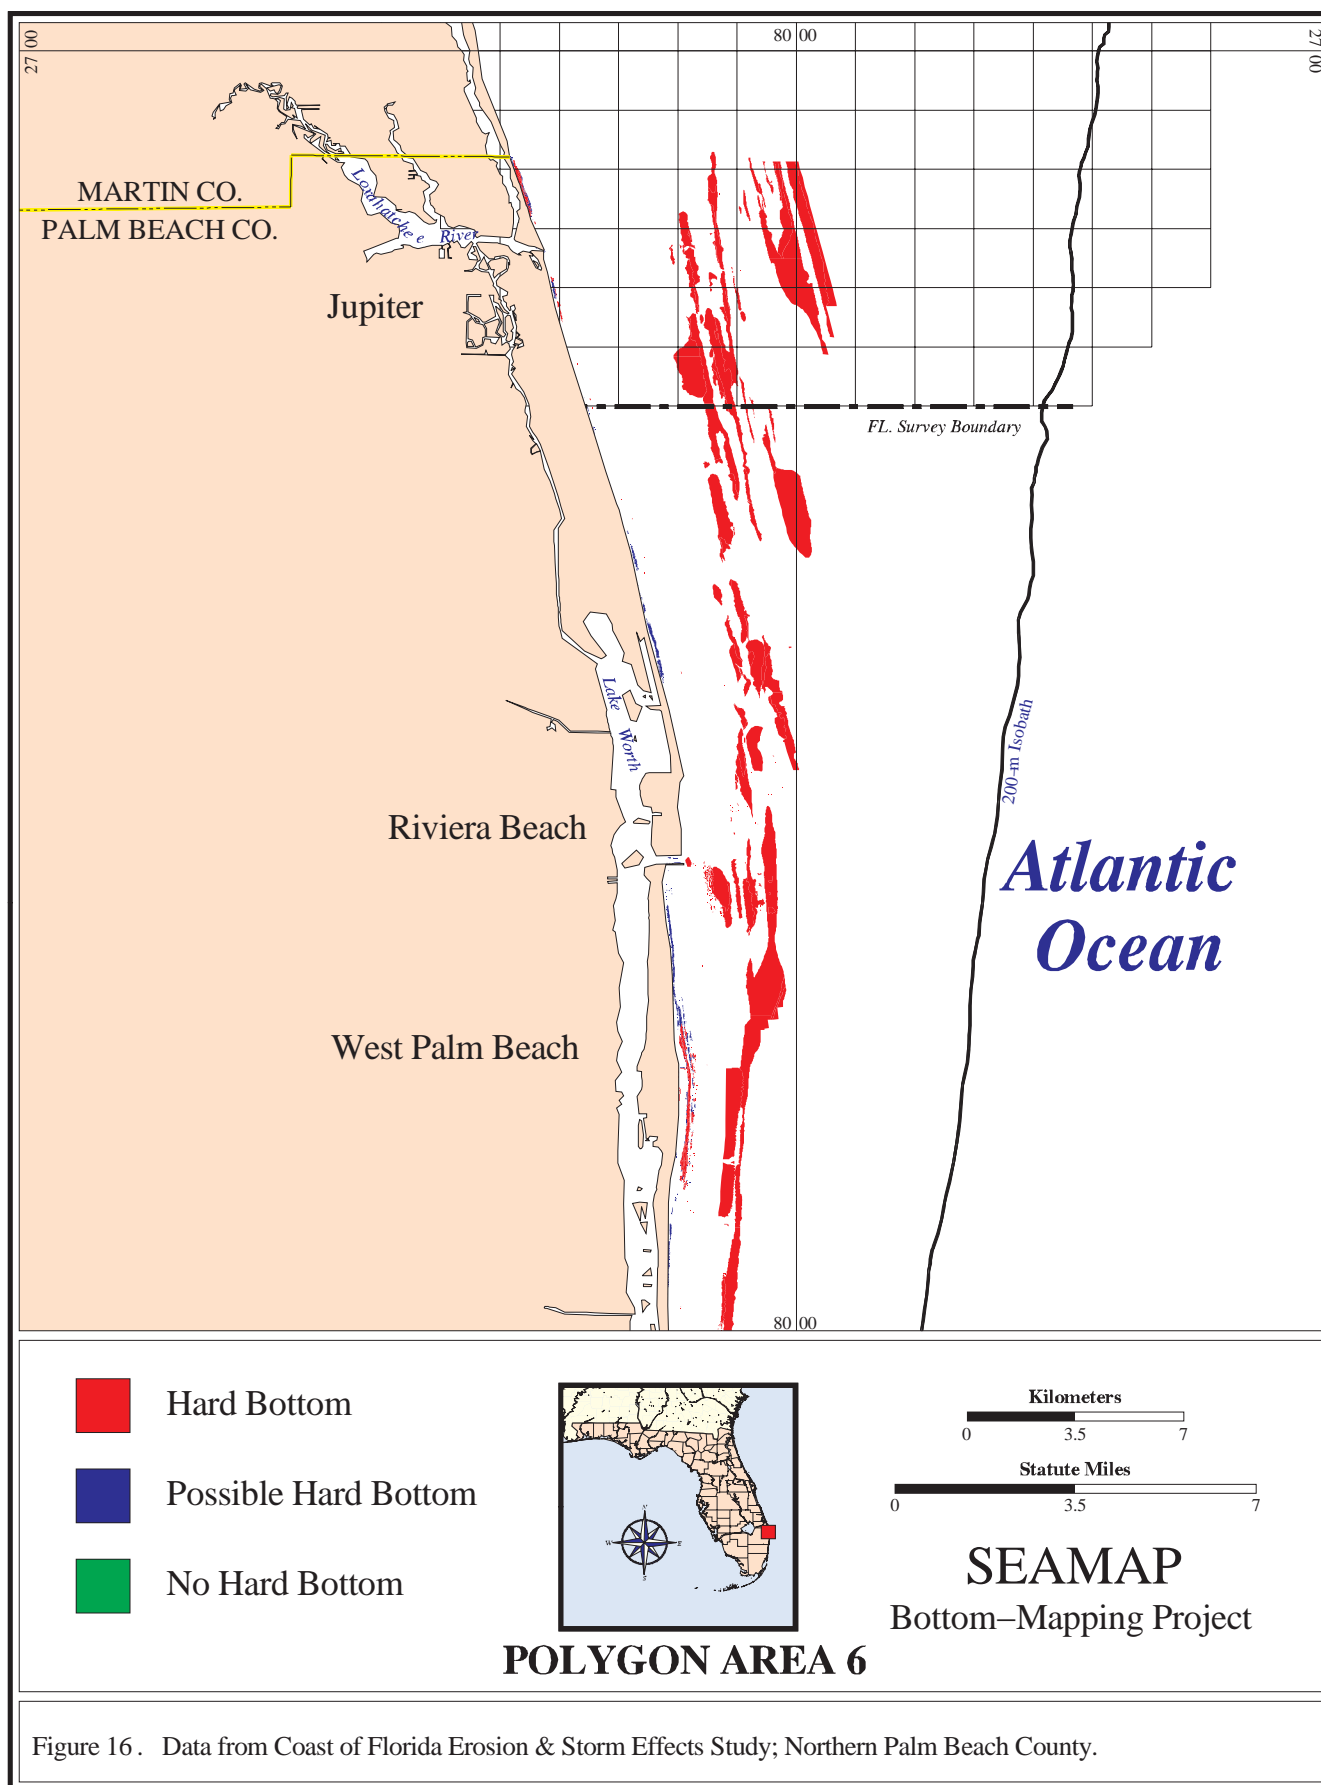 27 00
80 00
27 00
MARTIN CO.
PALM BEACH CO.
Loxahatchee River
Jupiter
FL. Survey Boundary
Lake Worth
200-m Isobath
Riviera Beach
Atlantic
Ocean
West Palm Beach
80 00
Hard Bottom
Possible Hard Bottom
No Hard Bottom
N
W
E
S
POLYGON AREA 6
Kilometers
0 3.5 7
Statute Miles
0 3.5 7
SEAMAP
Bottom–Mapping Project
Figure 16. Data from Coast of Florida Erosion & Storm Effects Study; Northern Palm Beach County.